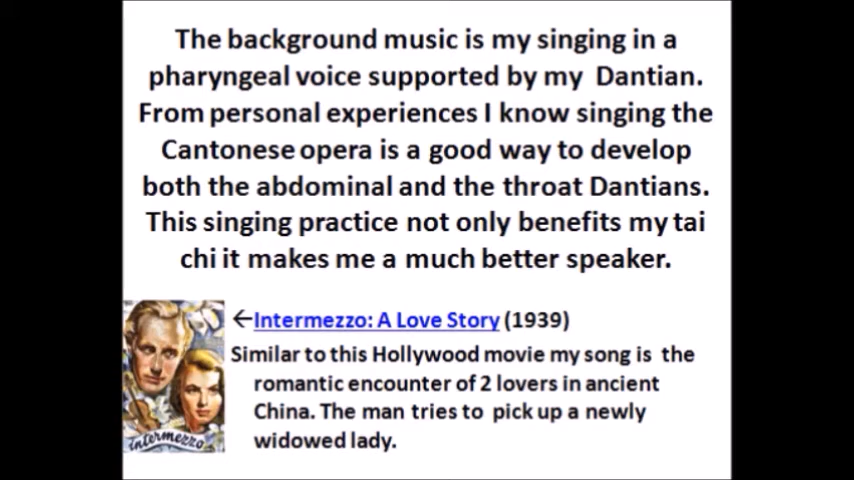 The background music is my singing in a
pharyngeal voice supported by my Dantian.
From personal experiences I know singing the
Cantonese opera is a good way to develop
both the abdominal and the throat Dantians.
This singing practice not only benefits my tai
chi it makes me a much better speaker.
←Intermezzo: A Love Story (1939)
Similar to this Hollywood movie my song is the
romantic encounter of 2 lovers in ancient
China. The man tries to pick up a newly
widowed lady.
intermezzo